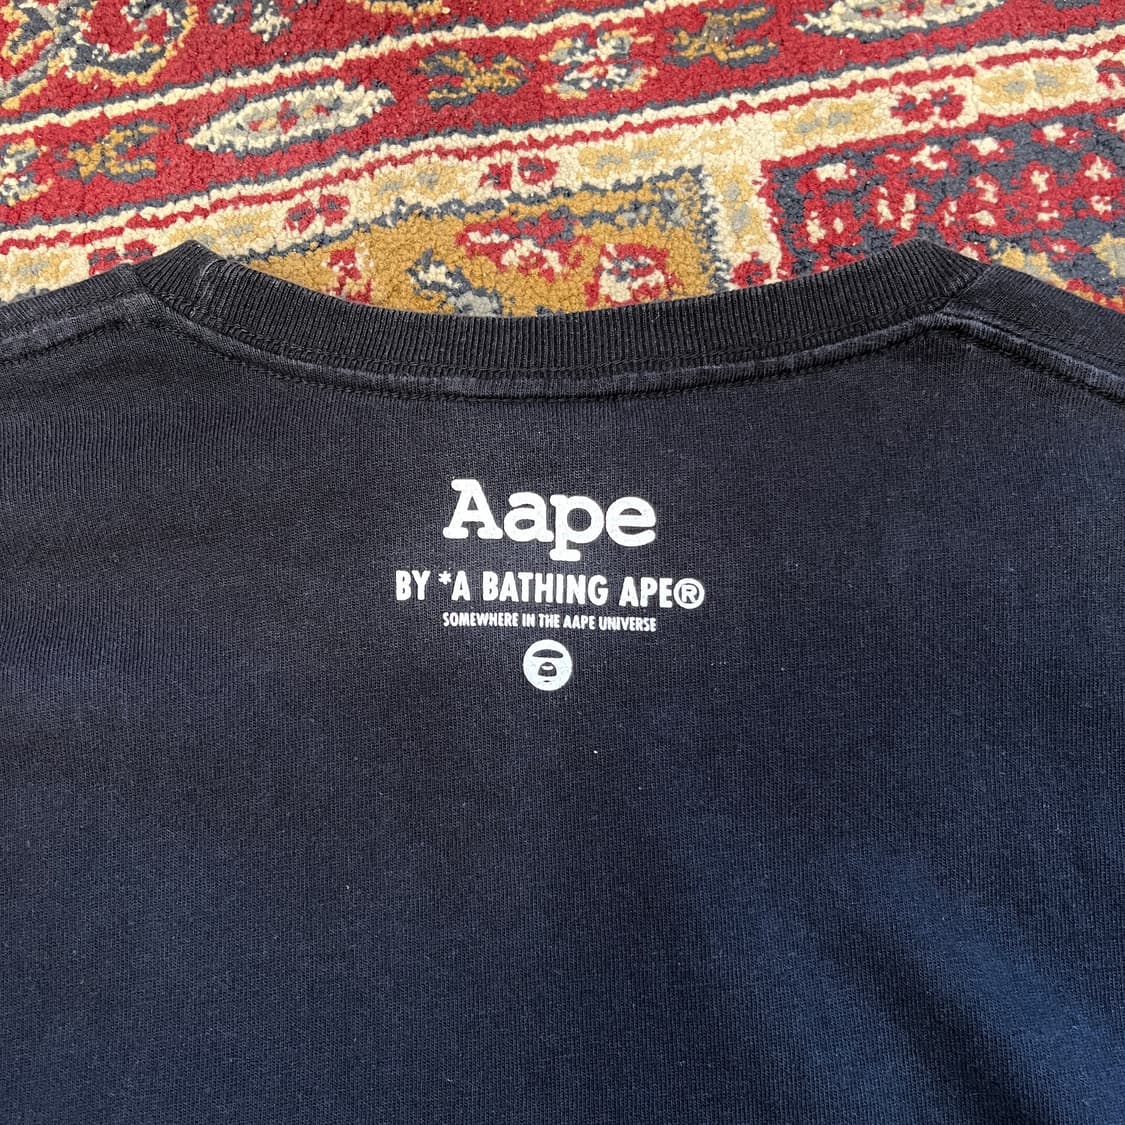 Aape
BY *A BATHING APE®
SOMEWHERE IN THE AAPE UNIVERSE